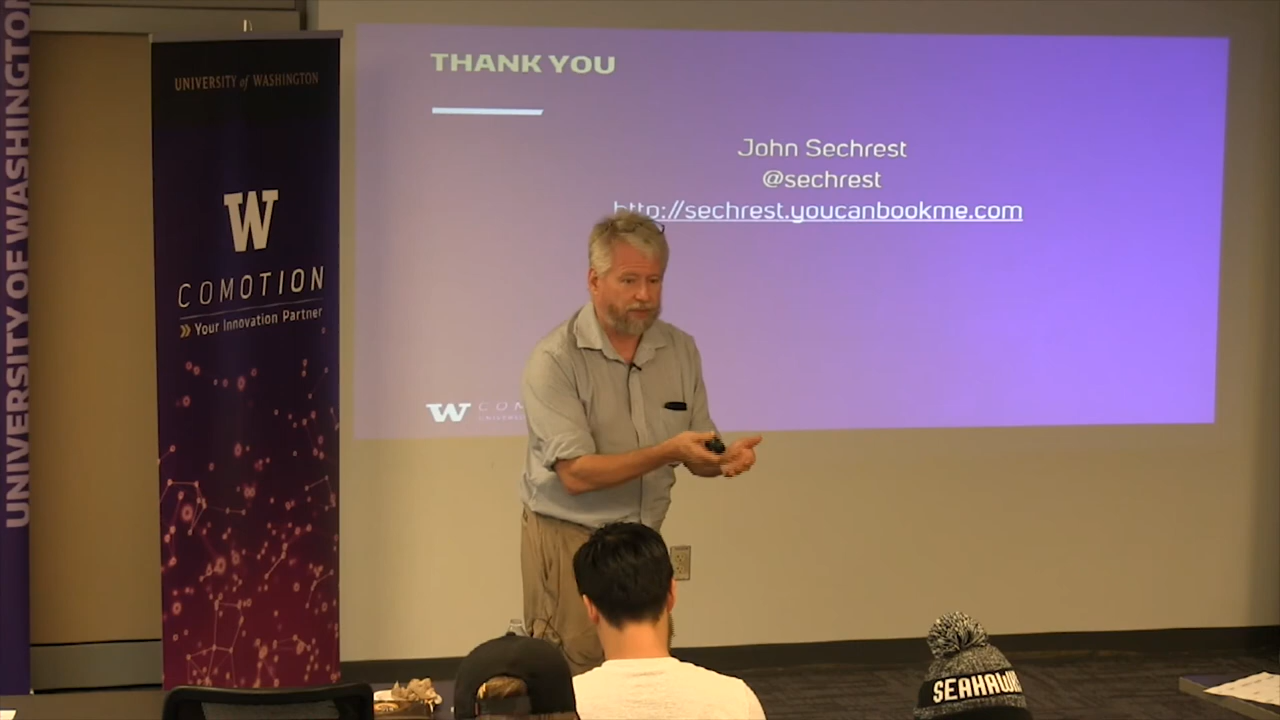 UNIVERSITY OF WASHINGTON
UNIVERSITY of WASHINGTON
W
COMOTION
Your Innovation Partner
THANK YOU
John Sechrest
@sechrest
http://sechrest.youcanbookme.com
W
SEAHAWKS